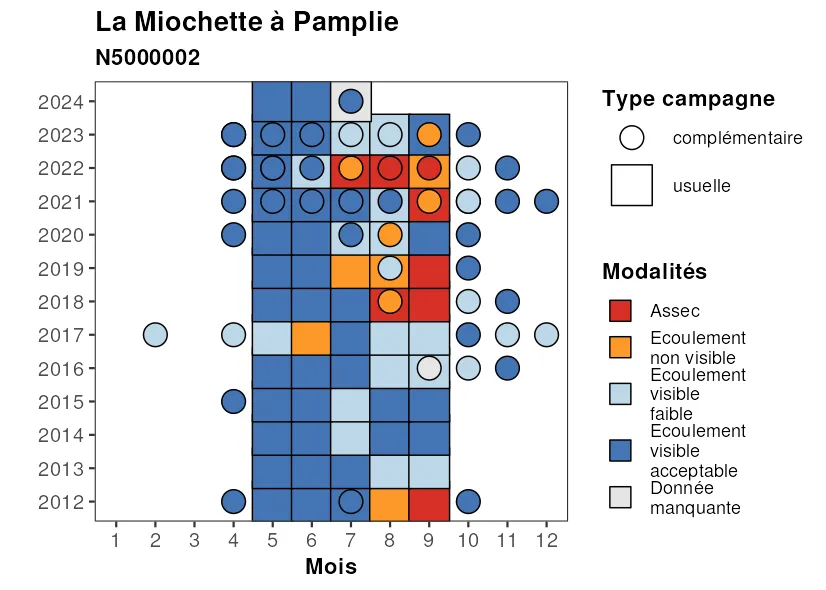 La Miochette à Pamplie
N5000002
2024
2023
2022
2021
2020
2019
2018
2017
2016
2015
2014
2013
2012
1 2 3 4 5 6 7 8 9 10 11 12
Mois
Type campagne
complémentaire
usuelle
Modalités
Assec
Ecoulement
non visible
Ecoulement
visible
faible
Ecoulement
visible
acceptable
Donnée
manquante